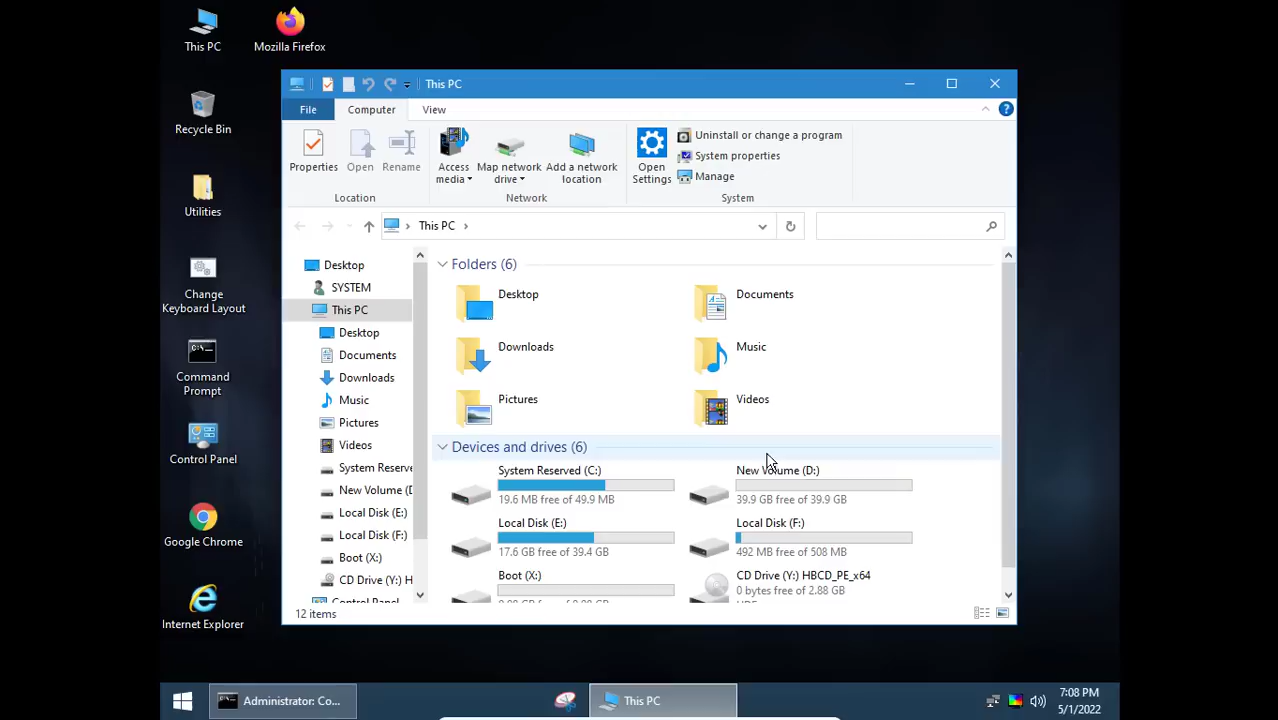 This PC
Mozilla Firefox
Recycle Bin
Utilities
Change
Keyboard Layout
Command
Prompt
Control Panel
Google Chrome
Internet Explorer
This PC
File
Computer
View
Properties
Open
Rename
Location
Access
media
Map network
drive
Add a network
location
Network
Open
Settings
Uninstall or change a program
System properties
Manage
System
This PC
Desktop
SYSTEM
This PC
Desktop
Documents
Downloads
Music
Pictures
Videos
System Reserve
New Volume (D
Local Disk (E:)
Local Disk (F:)
Boot (X:)
CD Drive (Y:) H
Control Panel
Folders (6)
Desktop
Documents
Downloads
Music
Pictures
Videos
Devices and drives (6)
System Reserved (C:)
19.6 MB free of 49.9 MB
New Volume (D:)
39.9 GB free of 39.9 GB
Local Disk (E:)
17.6 GB free of 39.4 GB
Local Disk (F:)
492 MB free of 508 MB
Boot (X:)
CD Drive (Y:) HBCD_PE_x64
0 bytes free of 2.88 GB
12 items
Administrator: Co...
This PC
7:08 PM
5/1/2022